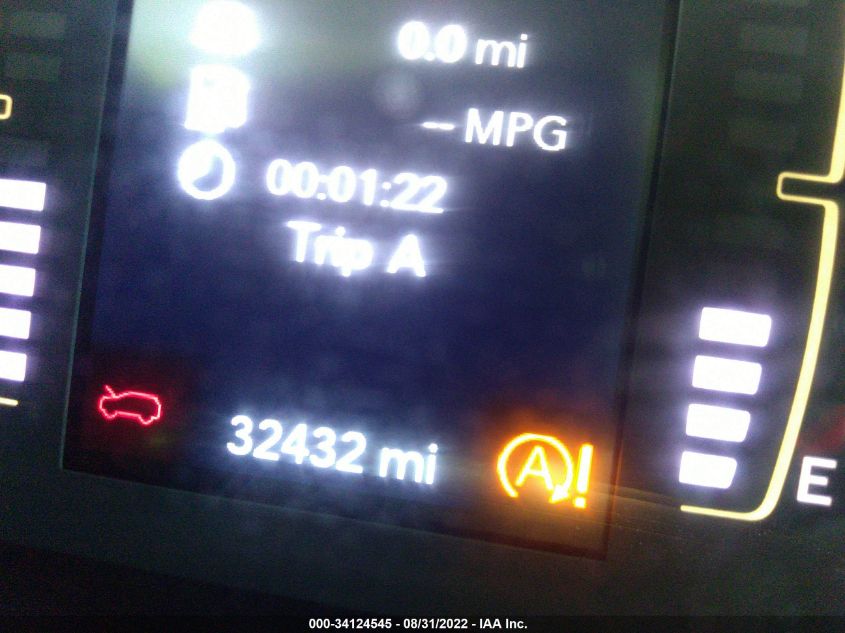 0.0 mi
-- MPG
00:01:22
Trip A
32432 mi
A!
E
000-34124545 - 08/31/2022 - IAA Inc.